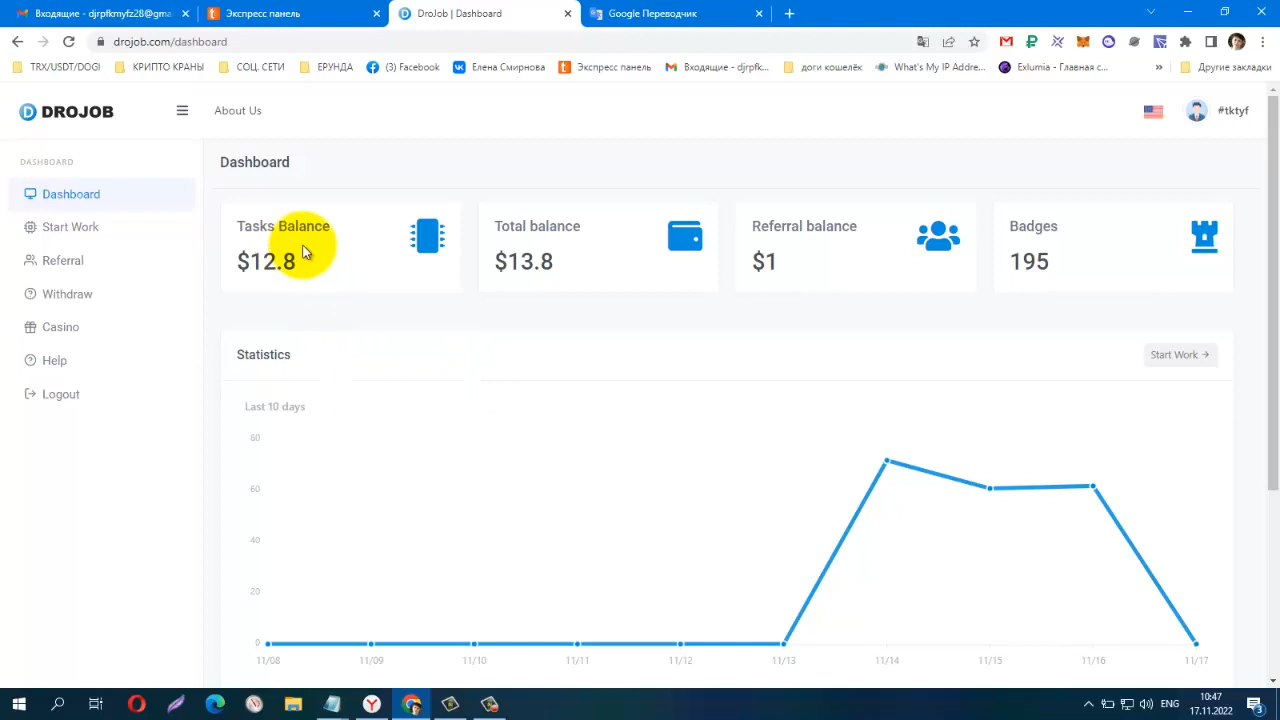 Входящие - djrpfkmyfz28@gma
Экспресс панель
DroJob | Dashboard
Google Переводчик
drojob.com/dashboard
TRX/USDT/DOGI
КРИПТО КРАНЫ
СОЦ. СЕТИ
ЕРУНДА
(3) Facebook
Елена Смирнова
Экспресс панель
Входящие - djrpfk...
доги кошелёк
What's My IP Addre...
Exlumia - Главная с...
»
Другие закладки
DROJOB
About Us
#tktyf
DASHBOARD
Dashboard
Start Work
Referral
Withdraw
Casino
Help
Logout
Dashboard
Tasks Balance
$12.8
Total balance
$13.8
Referral balance
$1
Badges
195
Statistics
Start Work →
Last 10 days
80
60
40
20
0
11/08
11/09
11/10
11/11
11/12
11/13
11/14
11/15
11/16
11/17
ENG
10:47
17.11.2022
3